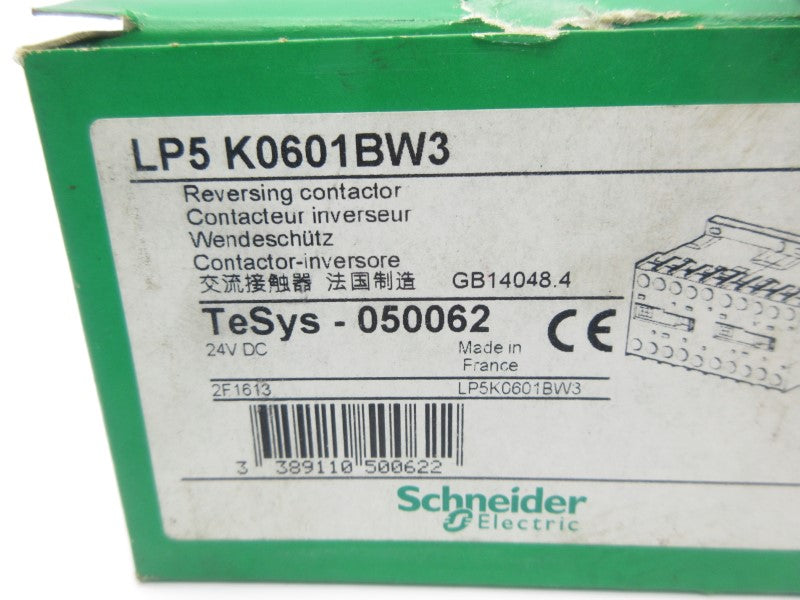 LP5 K0601BW3
Reversing contactor
Contacteur inverseur
Wendeschütz
Contactor-inversore
交流接触器 法国制造 GB14048.4
TeSys - 050062
CE
24V DC
Made in
France
2F1613 LP5K0601BW3
3 389110 500622
Schneider
Electric